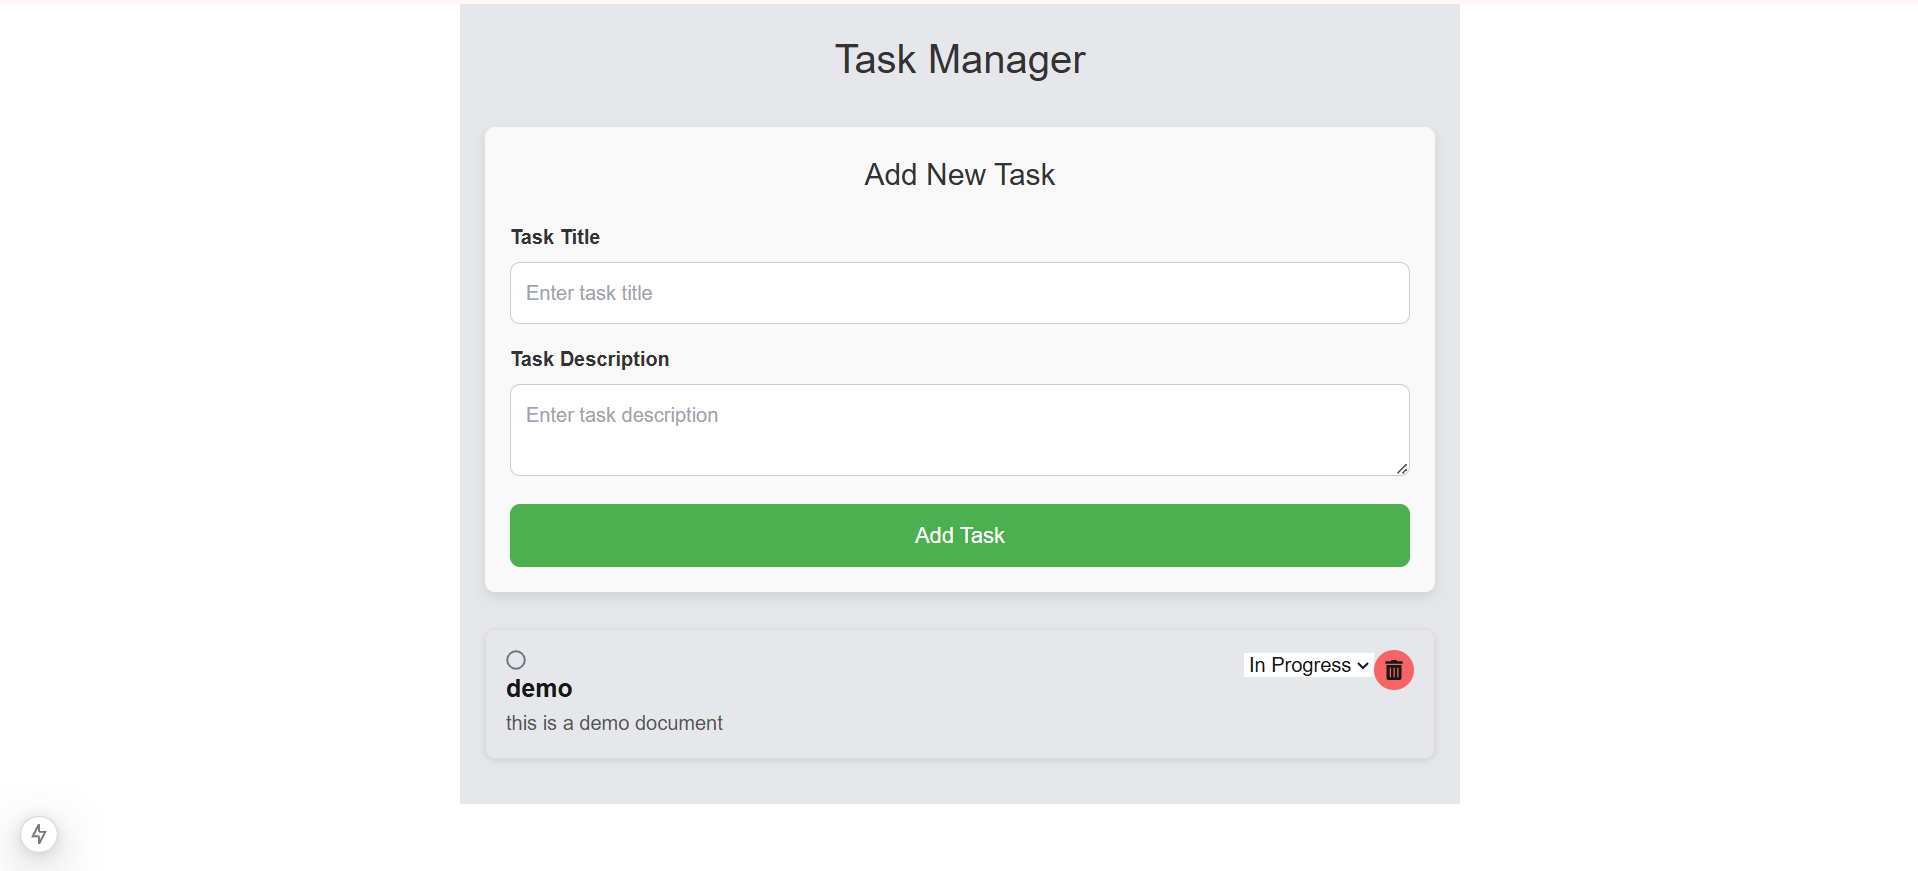 Task Manager
Add New Task
Task Title
Enter task title
Task Description
Enter task description
Add Task
In Progress
demo
this is a demo document